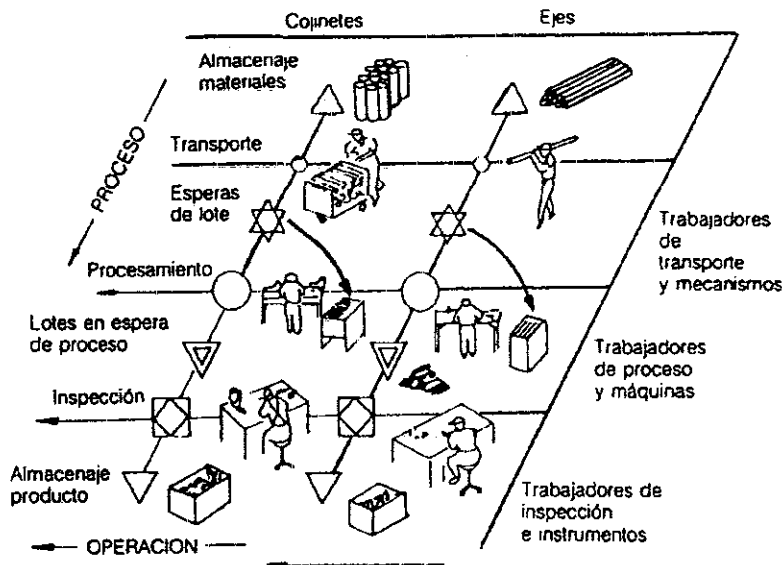 Cojinetes
Ejes
Almacenaje
materiales
PROCESO
Transporte
Esperas
de lote
Trabajadores
de
transporte
y mecanismos
Procesamiento
Lotes en espera
de proceso
Trabajadores
de proceso
y máquinas
Inspección
Almacenaje
producto
Trabajadores de
inspección
e instrumentos
OPERACION